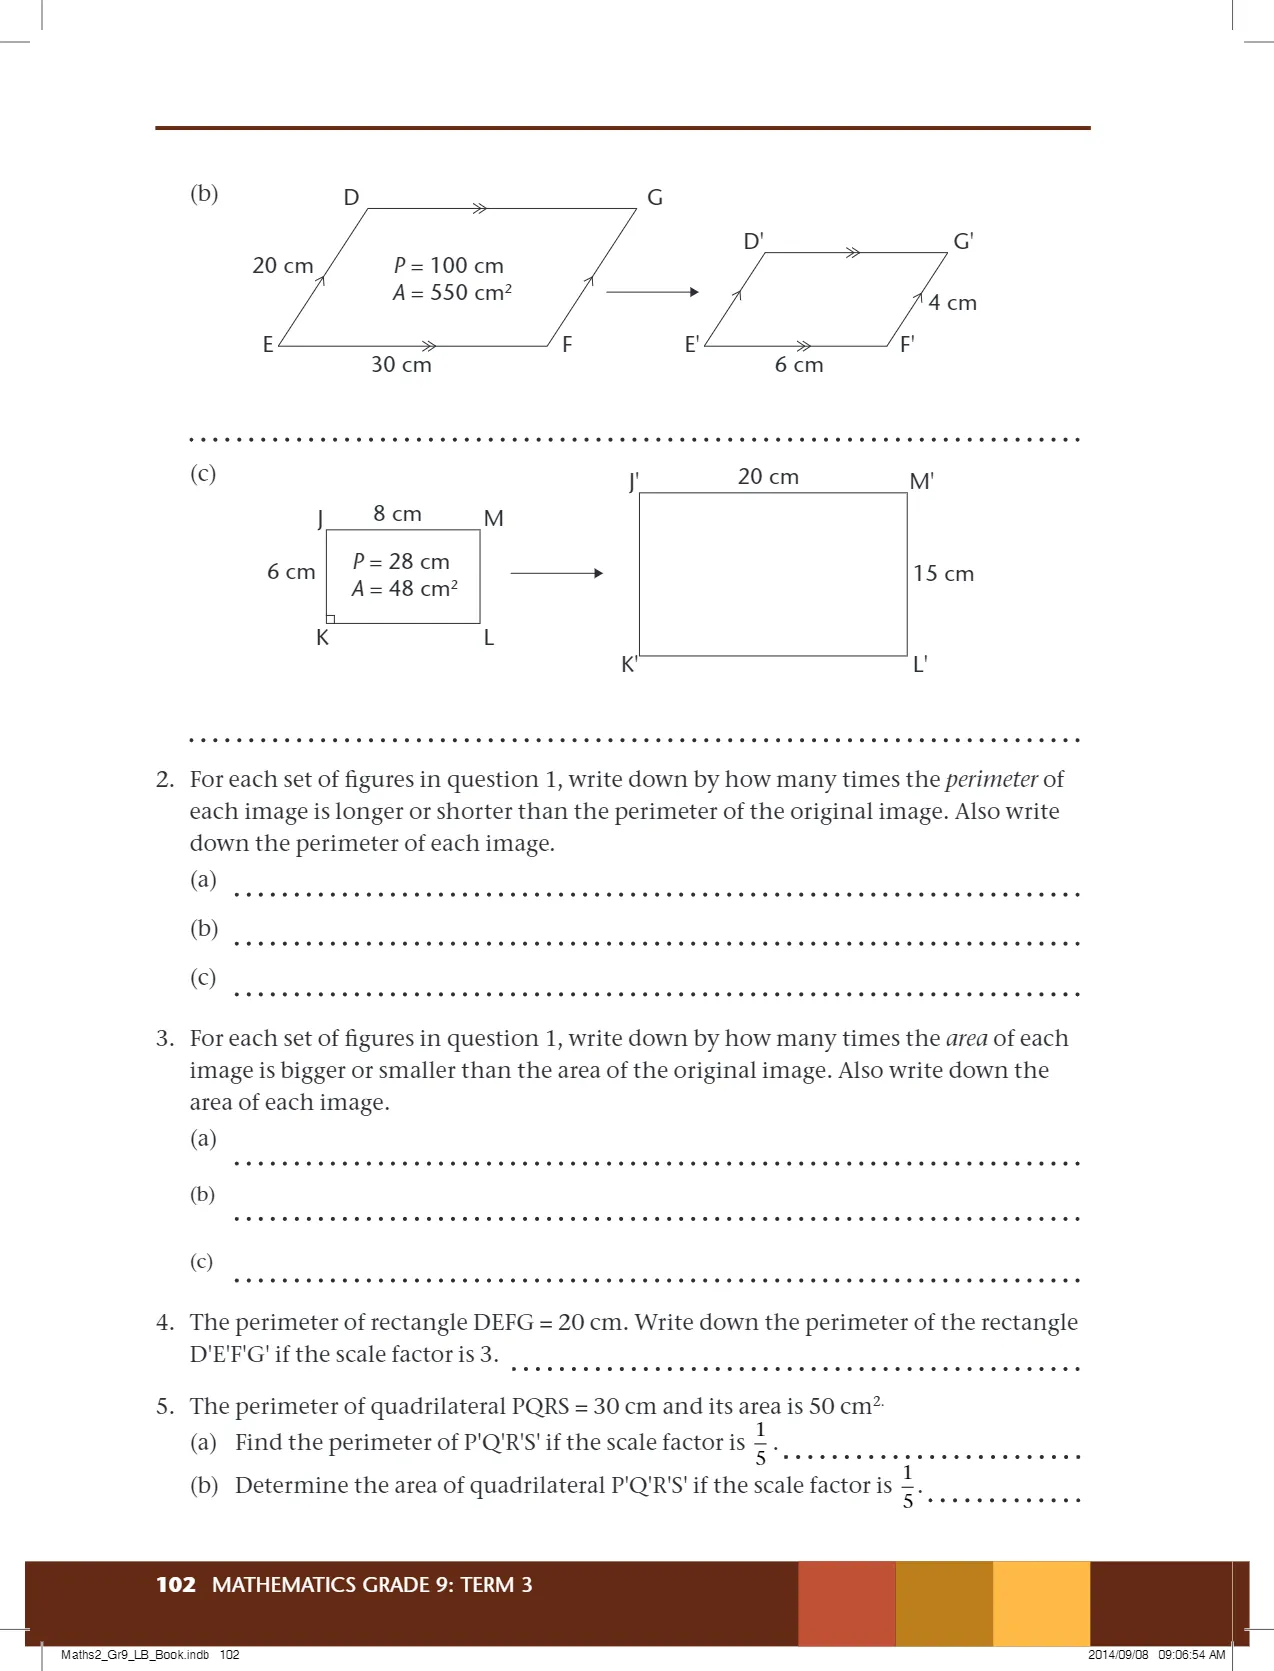 (b)
D G
D' G'
20 cm
P = 100 cm
A = 550 cm²
4 cm
E F E' F'
30 cm 6 cm
(c)
J' 20 cm M'
J 8 cm M
6 cm
P = 28 cm
A = 48 cm²
15 cm
K L
K' L'
2. For each set of figures in question 1, write down by how many times the perimeter of
each image is longer or shorter than the perimeter of the original image. Also write
down the perimeter of each image.
(a)
(b)
(c)
3. For each set of figures in question 1, write down by how many times the area of each
image is bigger or smaller than the area of the original image. Also write down the
area of each image.
(a)
(b)
(c)
4. The perimeter of rectangle DEFG = 20 cm. Write down the perimeter of the rectangle
D'E'F'G' if the scale factor is 3.
5. The perimeter of quadrilateral PQRS = 30 cm and its area is 50 cm².
(a) Find the perimeter of P'Q'R'S' if the scale factor is 1/5.
(b) Determine the area of quadrilateral P'Q'R'S' if the scale factor is 1/5.
102 MATHEMATICS GRADE 9: TERM 3
Maths2_Gr9_LB_Book.indb 102 2014/09/08 09:06:54 AM